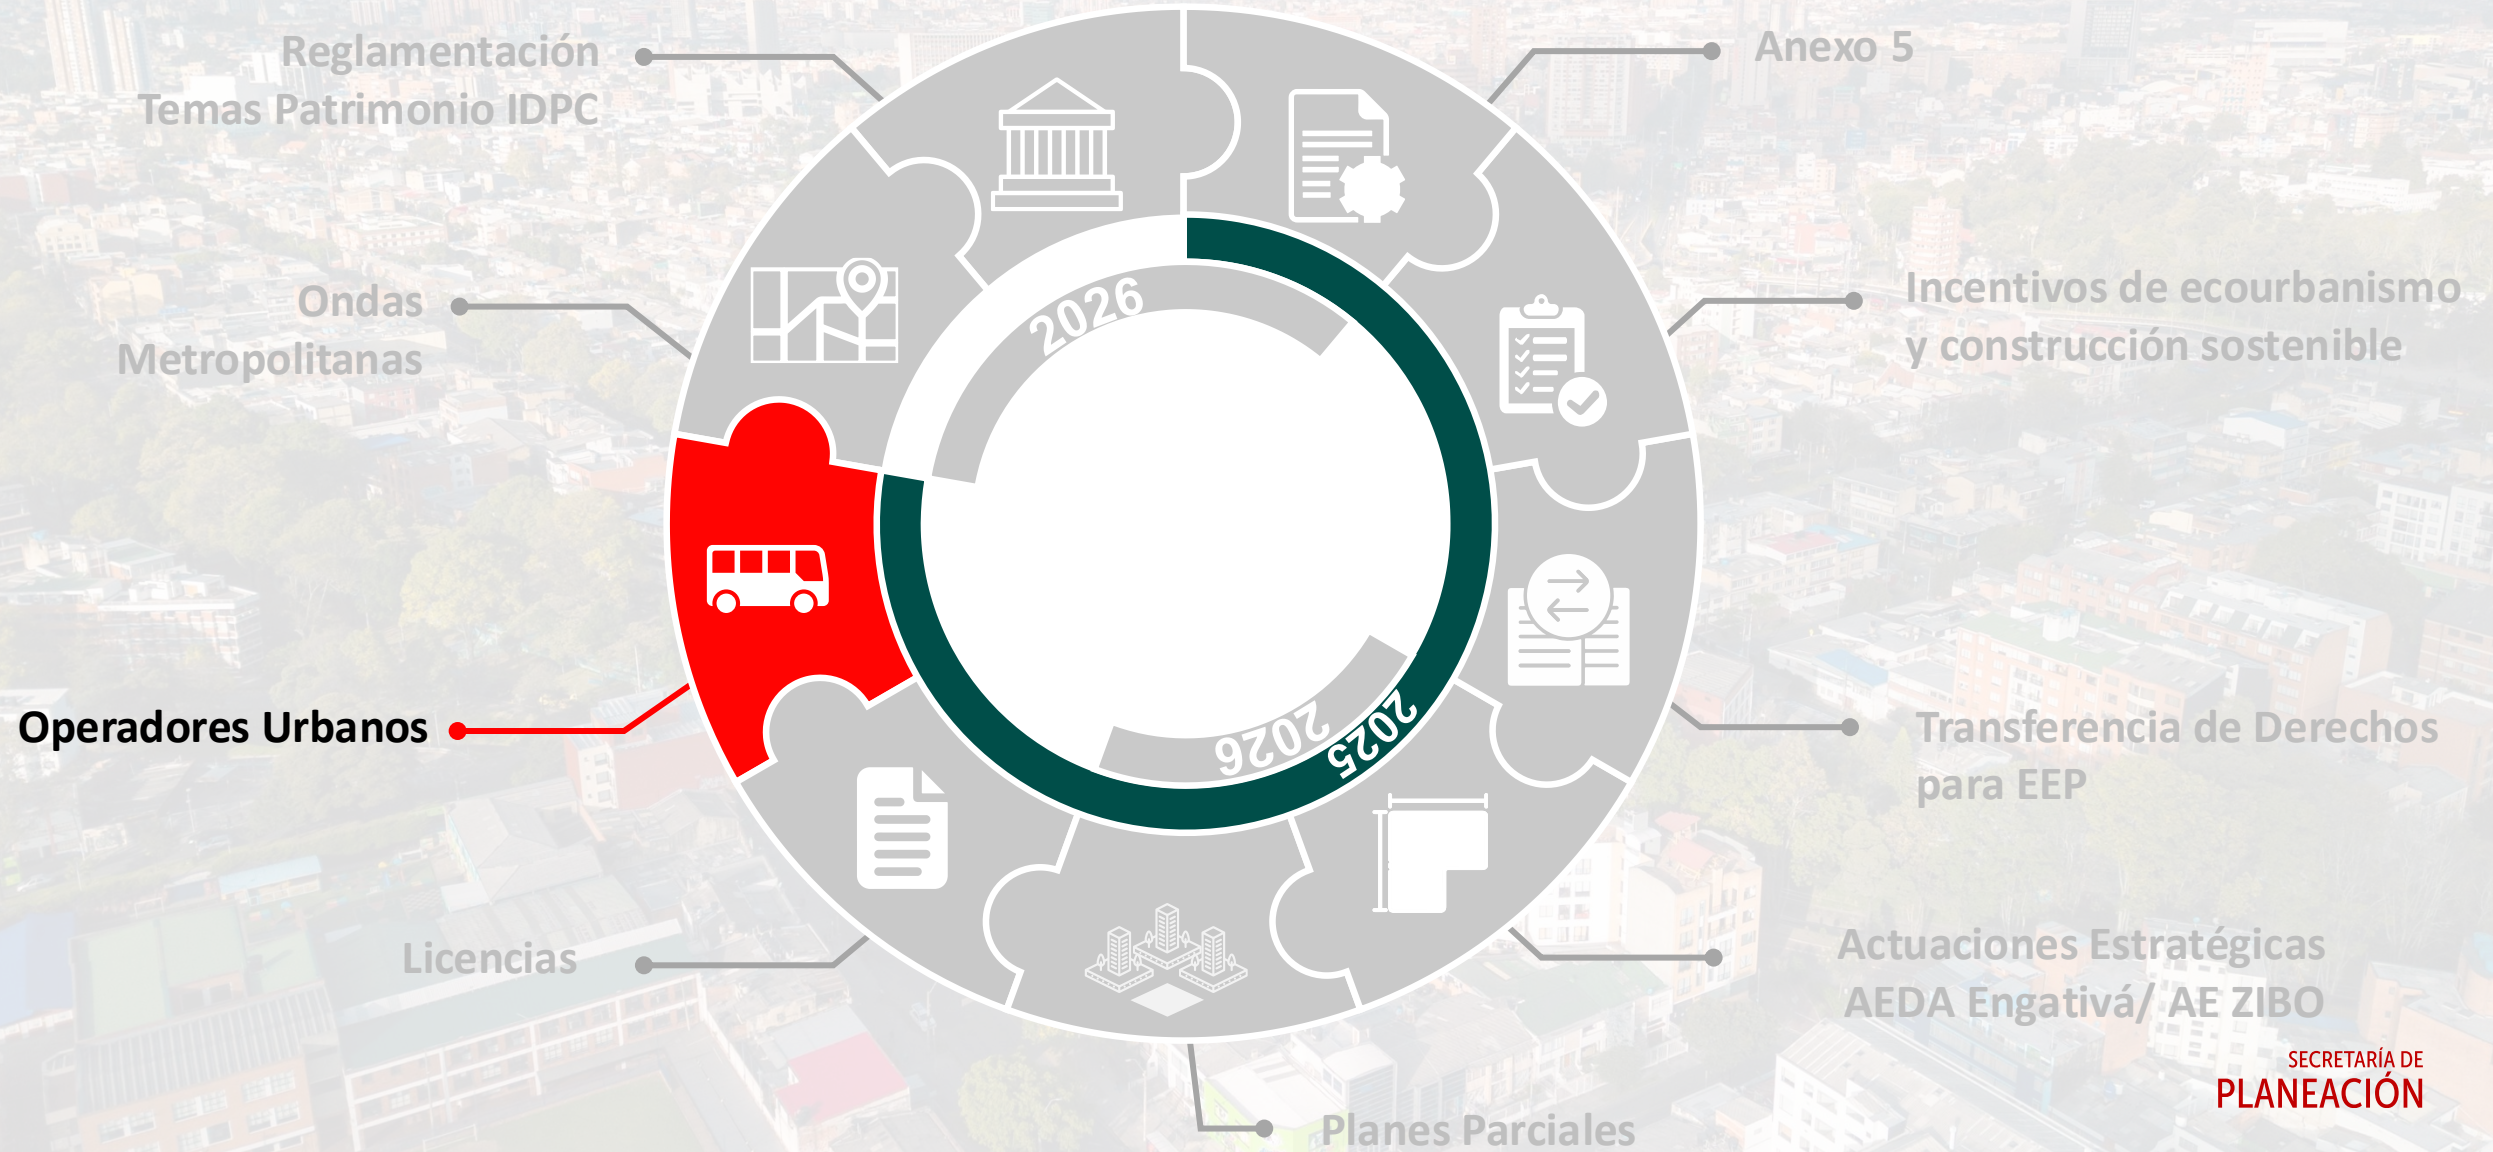 Reglamentación
Temas Patrimonio IDPC
Anexo 5
Ondas
Metropolitanas
Incentivos de ecourbanismo
y construcción sostenible
2026
Operadores Urbanos
Transferencia de Derechos
para EEP
2026
2025
Licencias
Actuaciones Estratégicas
AEDA Engativá/ AE ZIBO
Planes Parciales
SECRETARÍA DE
PLANEACIÓN